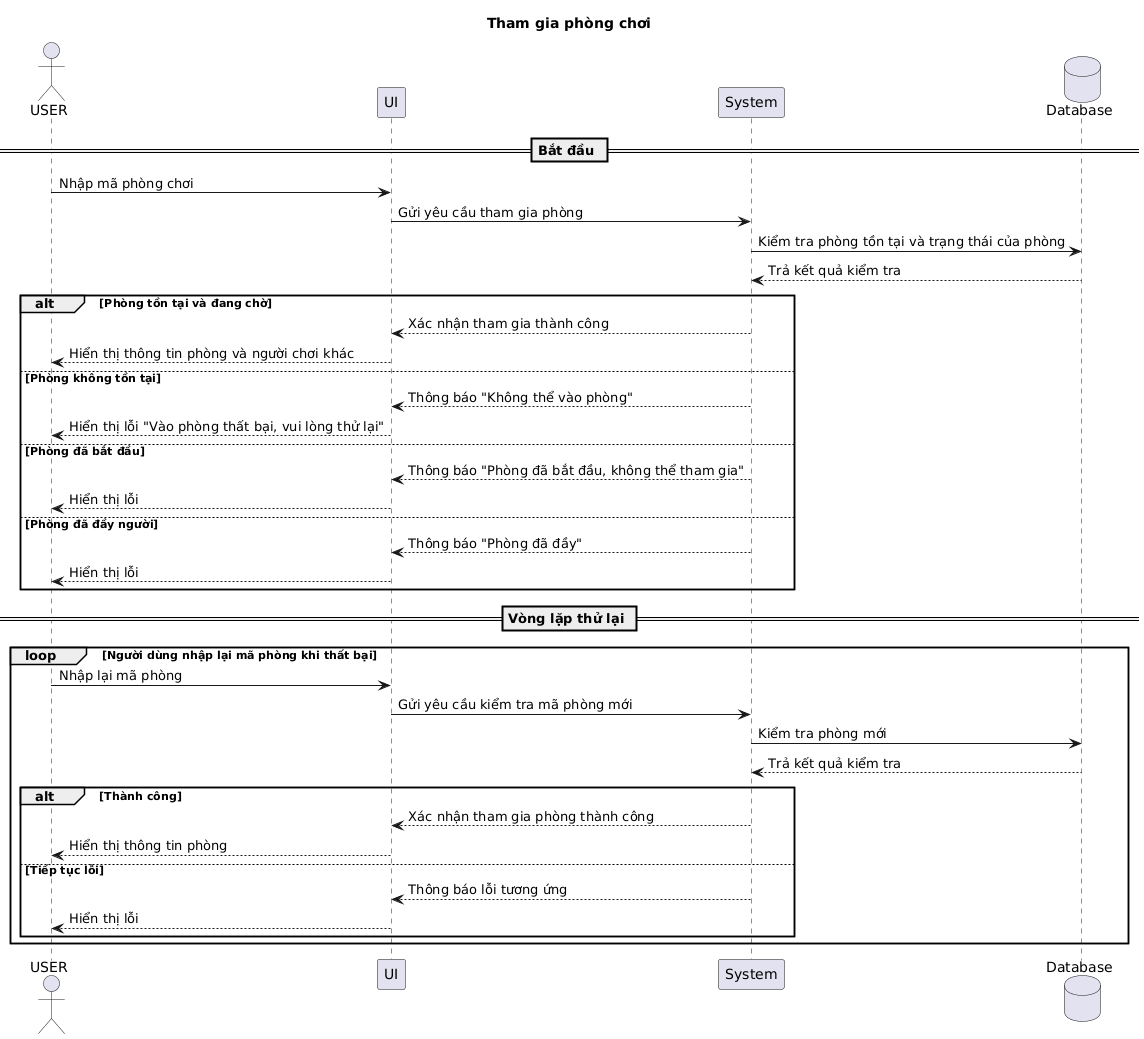 Tham gia phòng chơi
USER
UI
System
Database
Bắt đầu
Nhập mã phòng chơi
Gửi yêu cầu tham gia phòng
Kiểm tra phòng tồn tại và trạng thái của phòng
Trả kết quả kiểm tra
alt [Phòng tồn tại và đang chờ]
Xác nhận tham gia thành công
Hiển thị thông tin phòng và người chơi khác
[Phòng không tồn tại]
Thông báo "Không thể vào phòng"
Hiển thị lỗi "Vào phòng thất bại, vui lòng thử lại"
[Phòng đã bắt đầu]
Thông báo "Phòng đã bắt đầu, không thể tham gia"
Hiển thị lỗi
[Phòng đã đầy người]
Thông báo "Phòng đã đầy"
Hiển thị lỗi
Vòng lặp thử lại
loop [Người dùng nhập lại mã phòng khi thất bại]
Nhập lại mã phòng
Gửi yêu cầu kiểm tra mã phòng mới
Kiểm tra phòng mới
Trả kết quả kiểm tra
alt [Thành công]
Xác nhận tham gia phòng thành công
Hiển thị thông tin phòng
[Tiếp tục lỗi]
Thông báo lỗi tương ứng
Hiển thị lỗi
USER
UI
System
Database